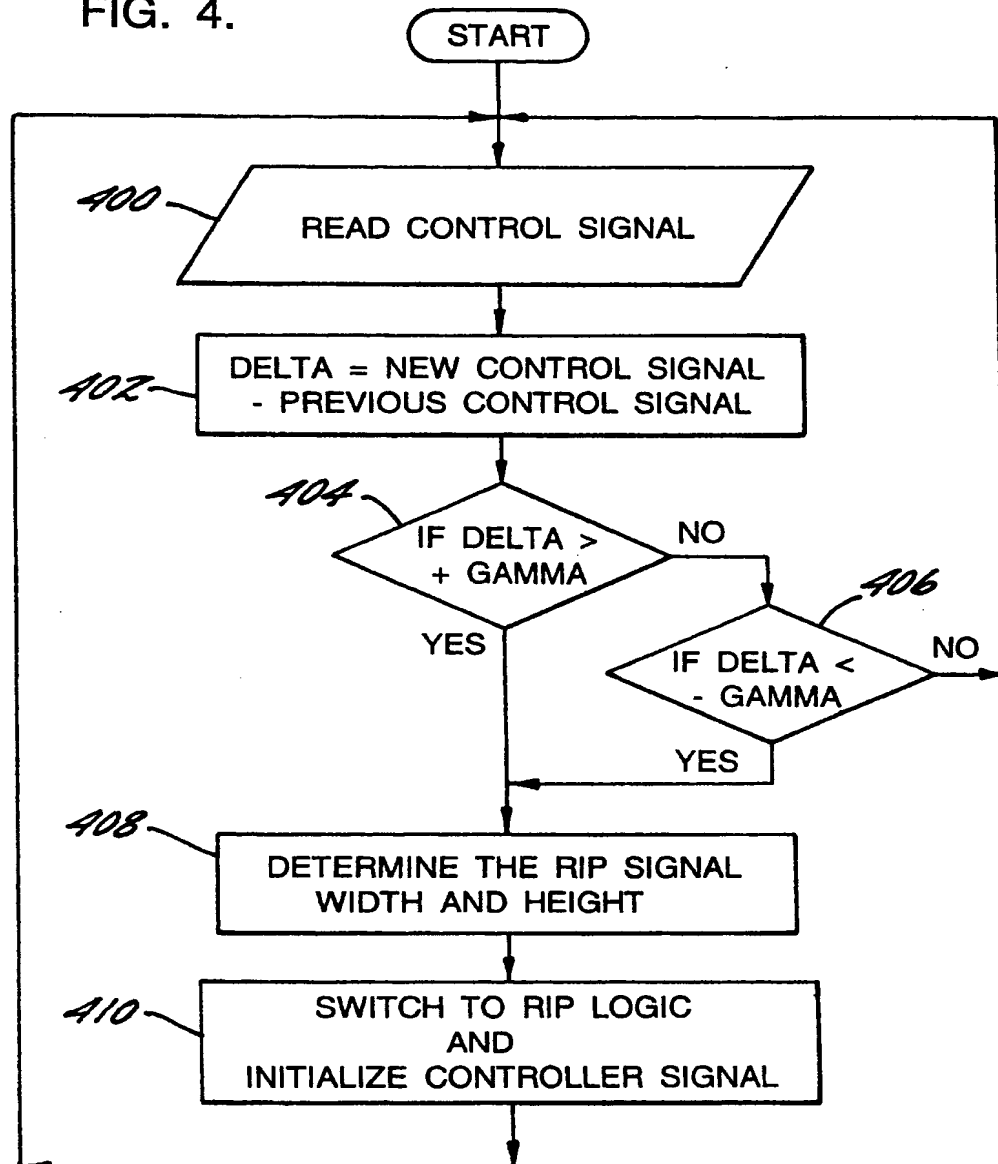 FIG. 4.
START
400
READ CONTROL SIGNAL
402
DELTA = NEW CONTROL SIGNAL
- PREVIOUS CONTROL SIGNAL
404
IF DELTA >
+ GAMMA
NO
YES
406
IF DELTA <
- GAMMA
NO
YES
408
DETERMINE THE RIP SIGNAL
WIDTH AND HEIGHT
410
SWITCH TO RIP LOGIC
AND
INITIALIZE CONTROLLER SIGNAL